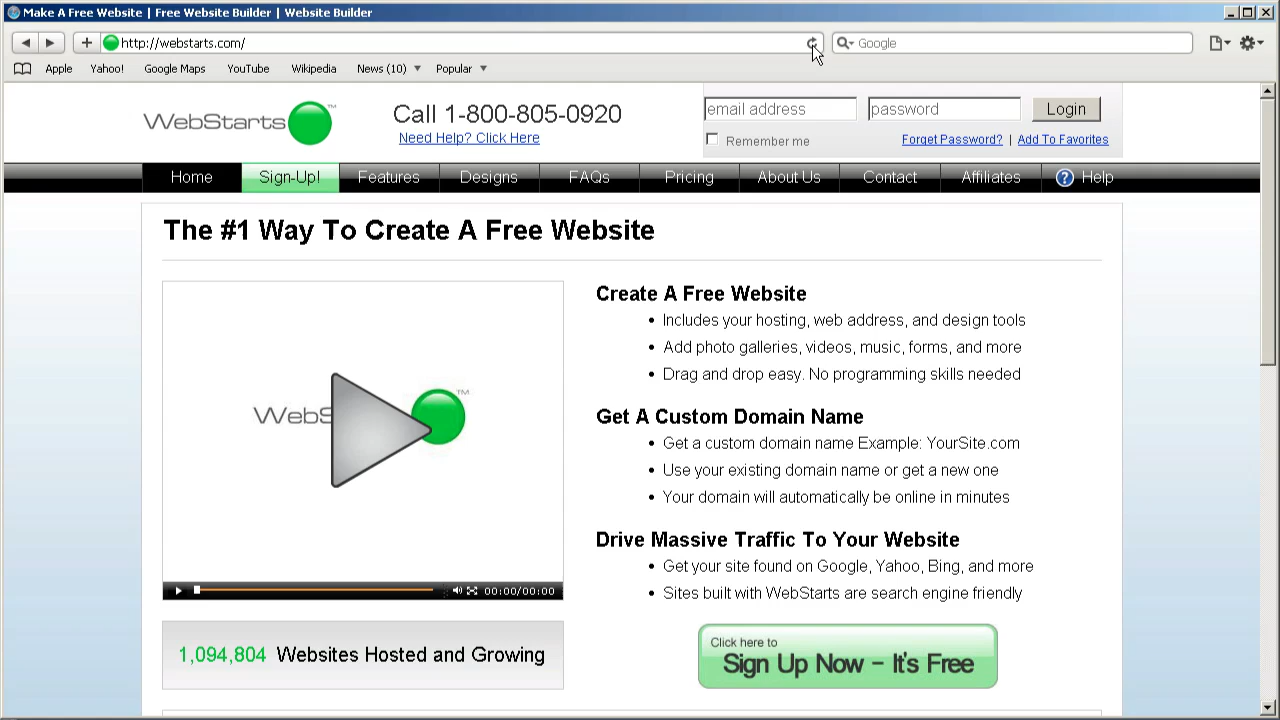 Make A Free Website | Free Website Builder | Website Builder
http://webstarts.com/
Google
Apple Yahoo! Google Maps YouTube Wikipedia News (10) Popular
WebStarts™
Call 1-800-805-0920
Need Help? Click Here
email address password Login
Remember me Forget Password? | Add To Favorites
Home Sign-Up! Features Designs FAQs Pricing About Us Contact Affiliates ? Help
The #1 Way To Create A Free Website
WebS ™
00:00/00:00
1,094,804 Websites Hosted and Growing
Create A Free Website
• Includes your hosting, web address, and design tools
• Add photo galleries, videos, music, forms, and more
• Drag and drop easy. No programming skills needed
Get A Custom Domain Name
• Get a custom domain name Example: YourSite.com
• Use your existing domain name or get a new one
• Your domain will automatically be online in minutes
Drive Massive Traffic To Your Website
• Get your site found on Google, Yahoo, Bing, and more
• Sites built with WebStarts are search engine friendly
Click here to
Sign Up Now – It's Free